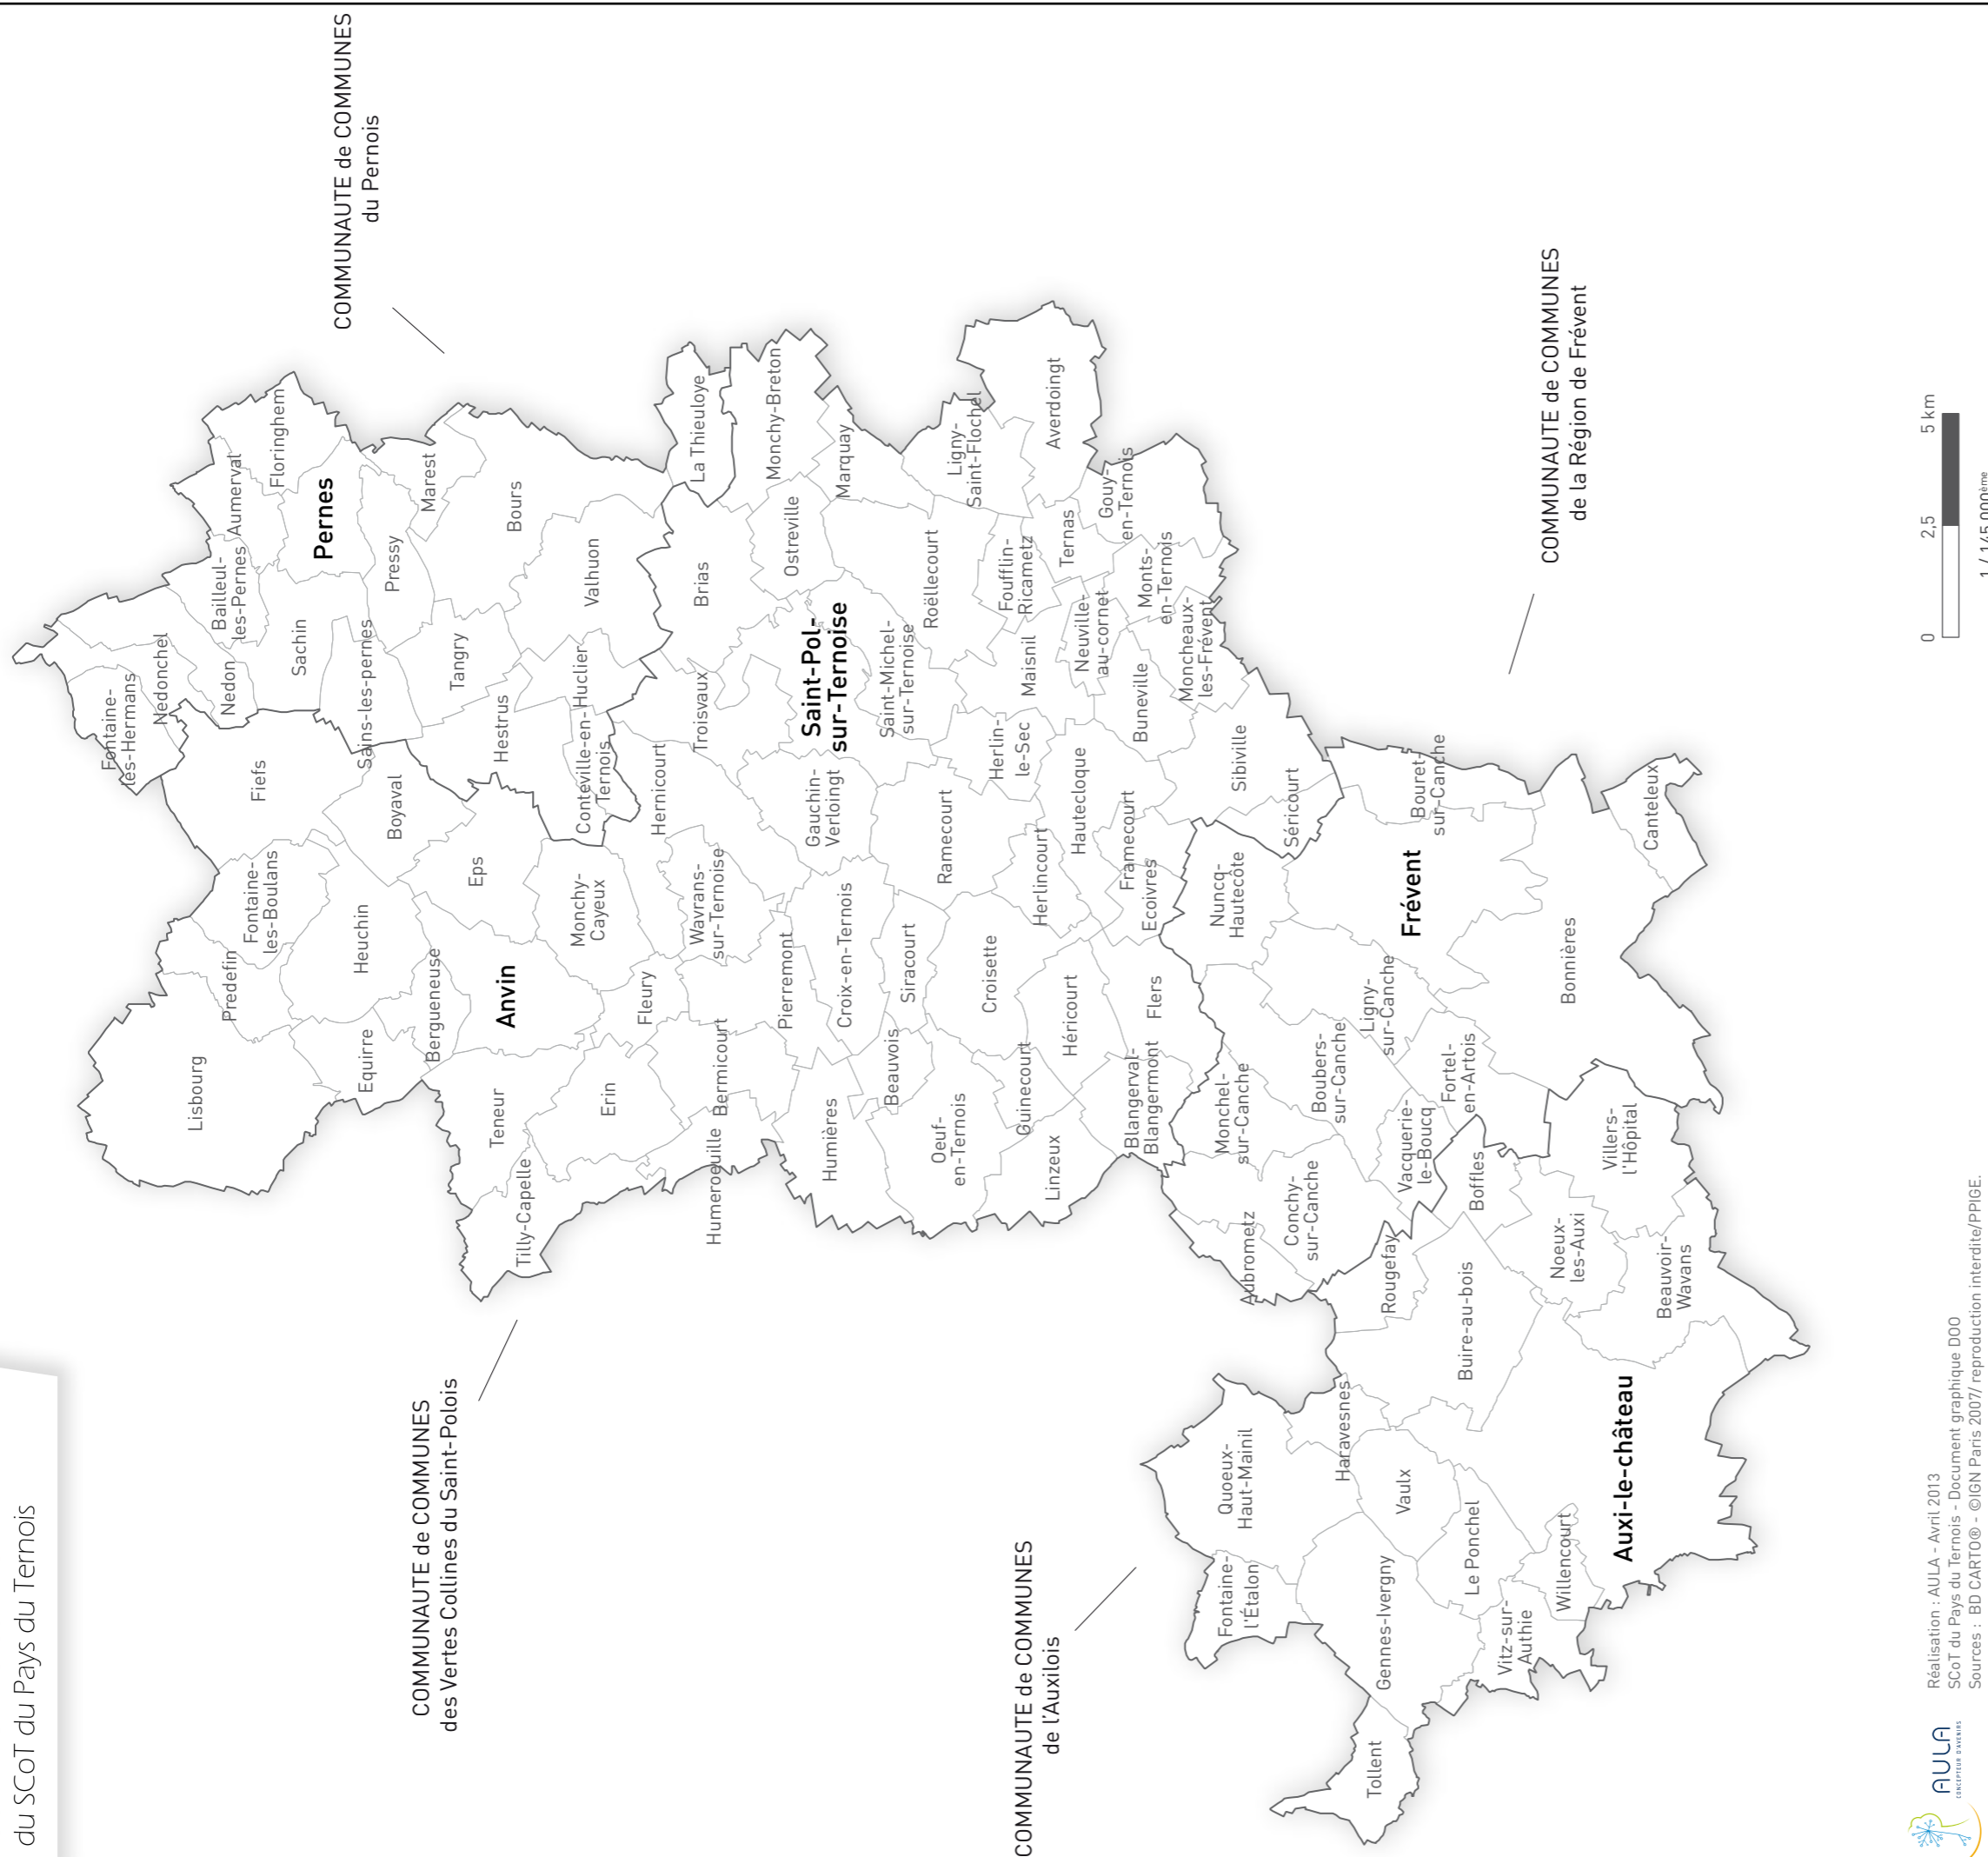 du SCoT du Pays du Ternois
COMMUNAUTE de COMMUNES
du Pernois
COMMUNAUTE de COMMUNES
des Vertes Collines du Saint-Polois
COMMUNAUTE de COMMUNES
de l'Auxilois
COMMUNAUTE de COMMUNES
de la Région de Frévent
Fontaine-
les-Hermans
Nedonchel
Nedon
Bailleul-
les-Pernes
Aumerval
Floringhem
Pernes
Sachin
Sains-les-pernes
Pressy
Marest
Bours
Tangry
Valhuon
Hestrus
Huclier
Conteville-en-
Ternois
Fiefs
Boyaval
Eps
Fontaine-
les-Boulans
Heuchin
Predefin
Lisbourg
Equirre
Bergueneuse
Anvin
Monchy-
Cayeux
Teneur
Tilly-Capelle
Erin
Fleury
Bermicourt
Humeroeuille
Hernicourt
Wavrans-
sur-Ternoise
Pierremont
Troisvaux
Brias
La Thieuloye
Monchy-Breton
Ostreville
Marquay
Saint-Pol-
sur-Ternoise
Gauchin-
Verloingt
Saint-Michel-
sur-Ternoise
Roëllecourt
Ligny-
Saint-Flochel
Averdoingt
Foufflin-
Ricametz
Ternas
Gouy-
en-Ternois
Maisnil
Neuville-
au-cornet
Monts-
en-Ternois
Moncheaux-
les-Frévent
Buneville
Herlin-
le-Sec
Ramecourt
Croix-en-Ternois
Siracourt
Croisette
Humières
Beauvois
Oeuf-
en-Ternois
Guinecourt
Linzeux
Héricourt
Herlincourt
Hautecloque
Framecourt
Ecoivres
Flers
Blangerval-
Blangermont
Sibiville
Séricourt
Nuncq-
Hautecôte
Frévent
Bouret-
sur-Canche
Canteleux
Bonnières
Ligny-
sur-Canche
Boubers-
sur-Canche
Monchel-
sur-Canche
Conchy-
sur-Canche
Aubrometz
Vacquerie-
le-Boucq
Fortel-
en-Artois
Boffles
Villers-
l'Hôpital
Noeux-
les-Auxi
Beauvoir-
Wavans
Rougefay
Buire-au-bois
Haravesnes
Quoeux-
Haut-Mainil
Fontaine-
l'Étalon
Vaulx
Le Ponchel
Gennes-Ivergny
Tollent
Vitz-sur-
Authie
Willencourt
Auxi-le-château
0 2,5 5 km
1 / 145 000ème
Réalisation : AULA - Avril 2013
SCoT du Pays du Ternois - Document graphique DOO
Sources : BD CARTO® - ©IGN Paris 2007/ reproduction interdite/PPIGE.
AULA
CONCEPTEUR D'AVENIRS